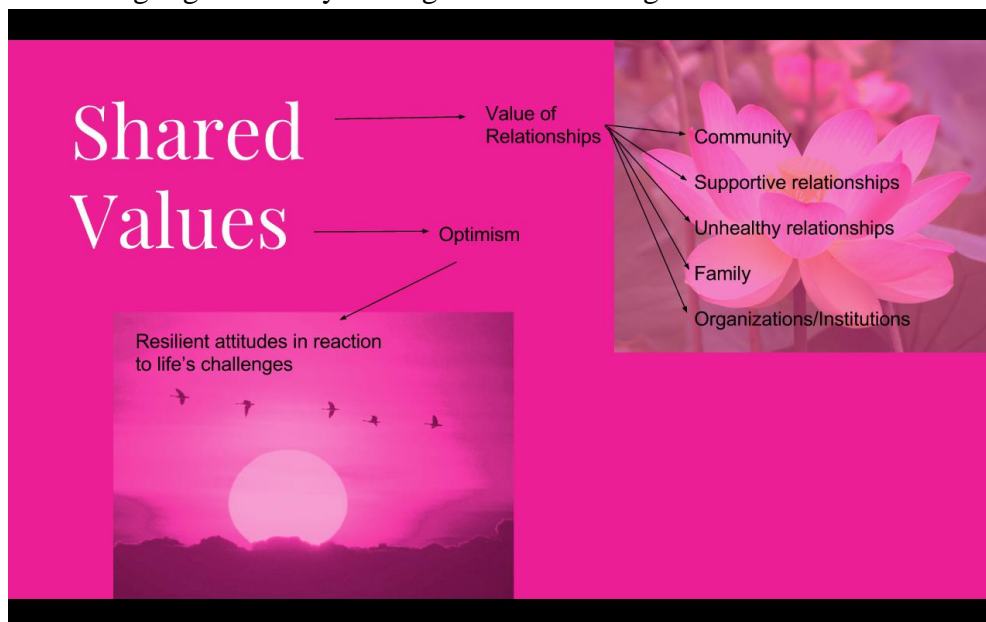 Shared
Values
Value of
Relationships
Community
Supportive relationships
Unhealthy relationships
Family
Organizations/Institutions
Optimism
Resilient attitudes in reaction
to life's challenges